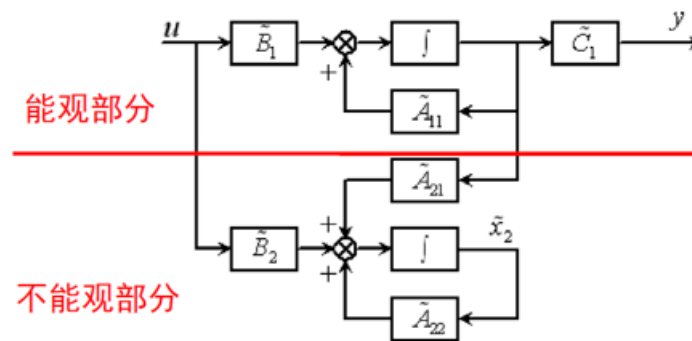 u B̃₁ ∫ C̃₁ y
+
Ã₁₁
能观部分
Ã₂₁
+
B̃₂ ∫ x̃₂
+
Ã₂₂
不能观部分